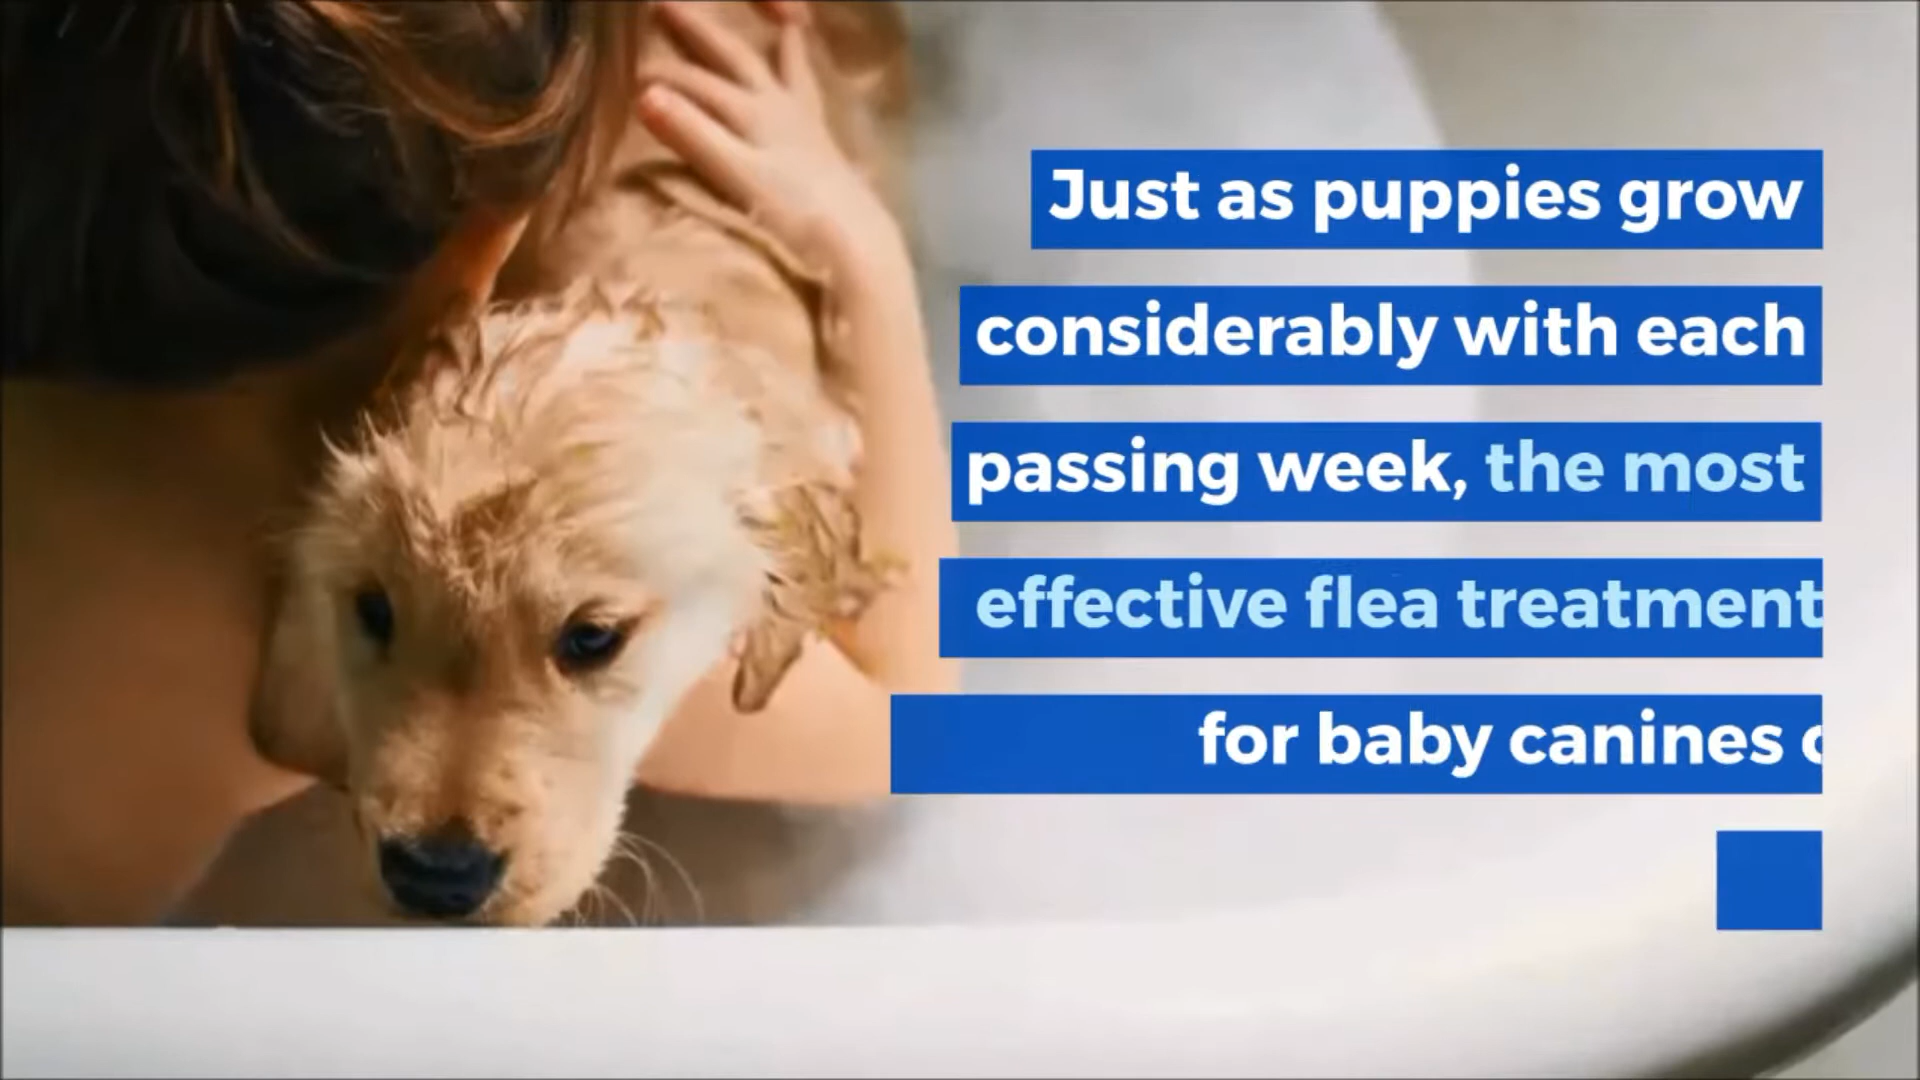 Just as puppies grow
considerably with each
passing week, the most
effective flea treatment
for baby canines